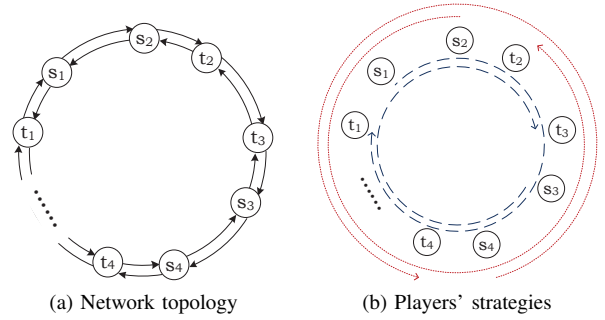 s₂
s₂
s₁
t₂
s₁
t₂
t₁
t₃
t₁
t₃
s₃
s₃
t₄
s₄
t₄
s₄
(a) Network topology
(b) Players' strategies